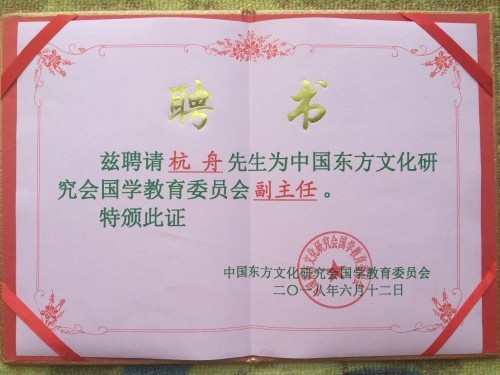 聘书
兹聘请杭舟先生为中国东方文化研
究会国学教育委员会副主任。
特颁此证
中国东方文化研究会国学教育委员会
二〇一八年六月十二日